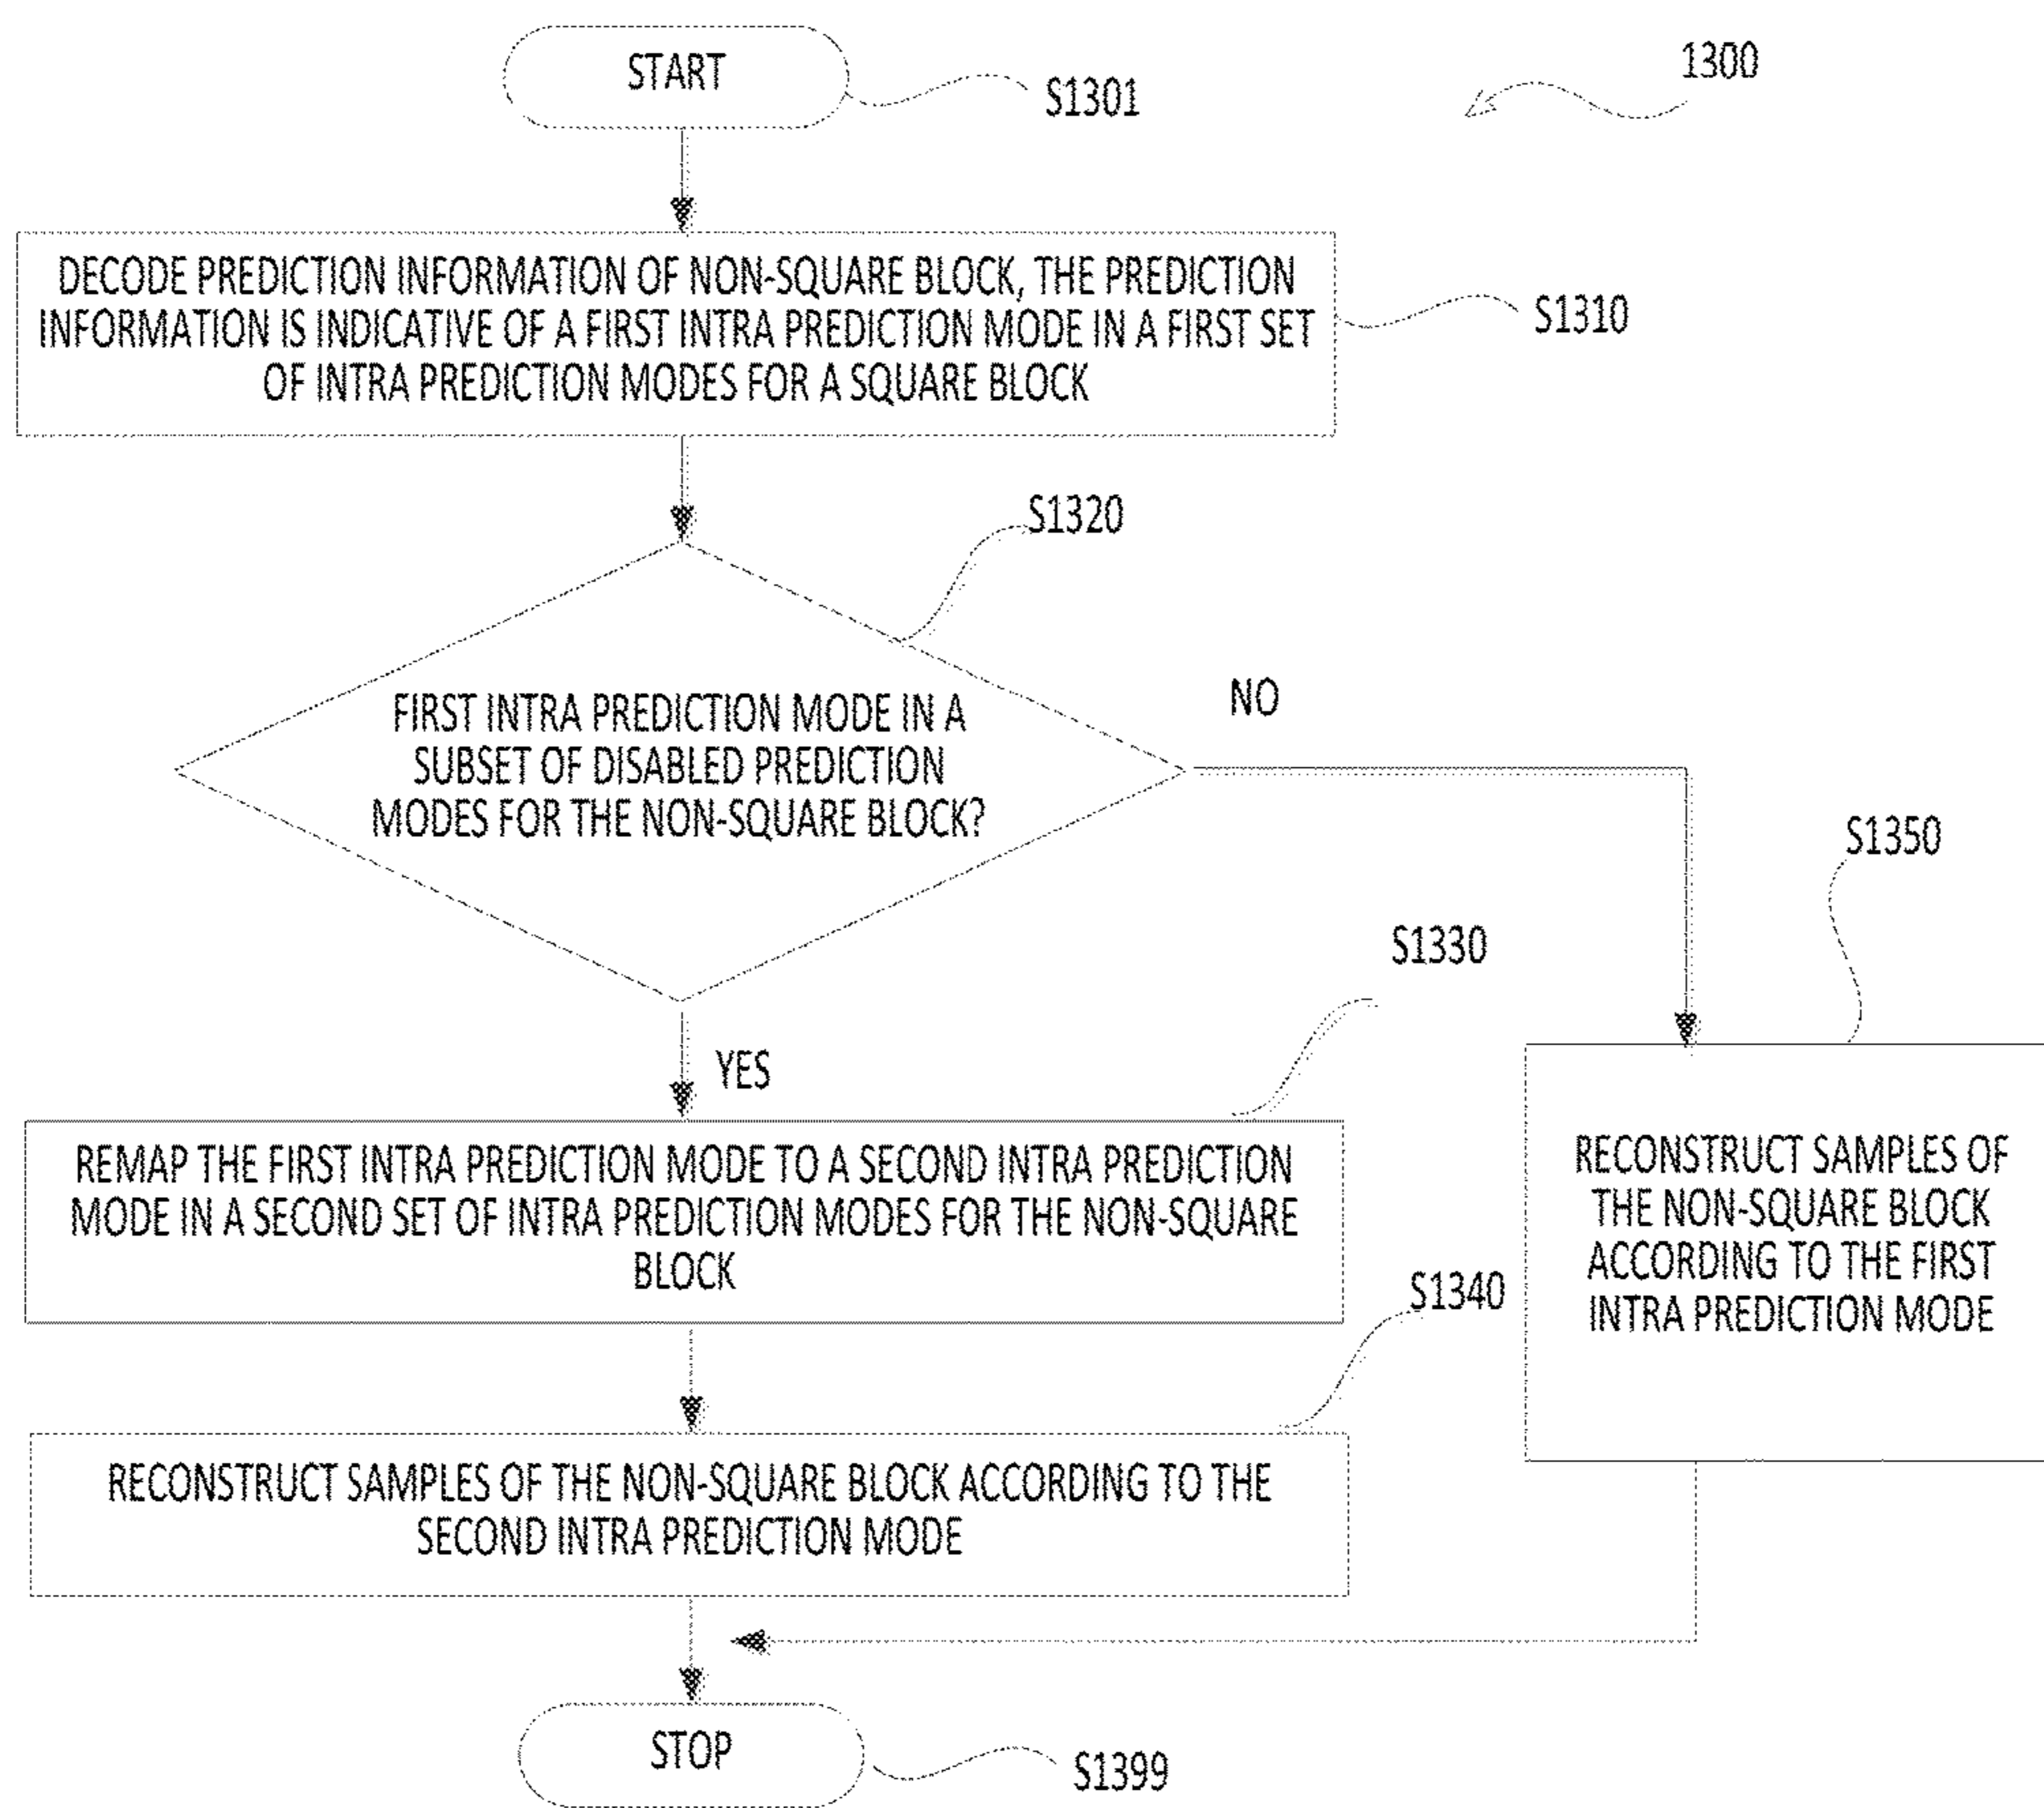 START
S1301
1300
DECODE PREDICTION INFORMATION OF NON-SQUARE BLOCK, THE PREDICTION
INFORMATION IS INDICATIVE OF A FIRST INTRA PREDICTION MODE IN A FIRST SET
OF INTRA PREDICTION MODES FOR A SQUARE BLOCK
S1310
S1320
FIRST INTRA PREDICTION MODE IN A
SUBSET OF DISABLED PREDICTION
MODES FOR THE NON-SQUARE BLOCK?
NO
S1350
S1330
YES
REMAP THE FIRST INTRA PREDICTION MODE TO A SECOND INTRA PREDICTION
MODE IN A SECOND SET OF INTRA PREDICTION MODES FOR THE NON-SQUARE
BLOCK
RECONSTRUCT SAMPLES OF
THE NON-SQUARE BLOCK
ACCORDING TO THE FIRST
INTRA PREDICTION MODE
S1340
RECONSTRUCT SAMPLES OF THE NON-SQUARE BLOCK ACCORDING TO THE
SECOND INTRA PREDICTION MODE
STOP
S1399